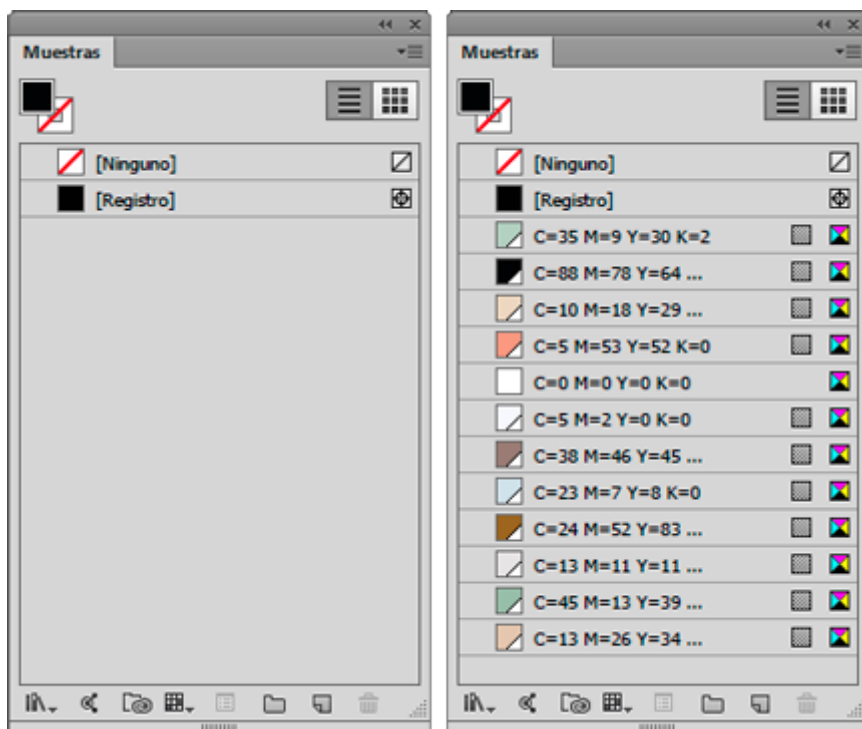 Muestras
[Ninguno]
[Registro]
Muestras
[Ninguno]
[Registro]
C=35 M=9 Y=30 K=2
C=88 M=78 Y=64 ...
C=10 M=18 Y=29 ...
C=5 M=53 Y=52 K=0
C=0 M=0 Y=0 K=0
C=5 M=2 Y=0 K=0
C=38 M=46 Y=45 ...
C=23 M=7 Y=8 K=0
C=24 M=52 Y=83 ...
C=13 M=11 Y=11 ...
C=45 M=13 Y=39 ...
C=13 M=26 Y=34 ...